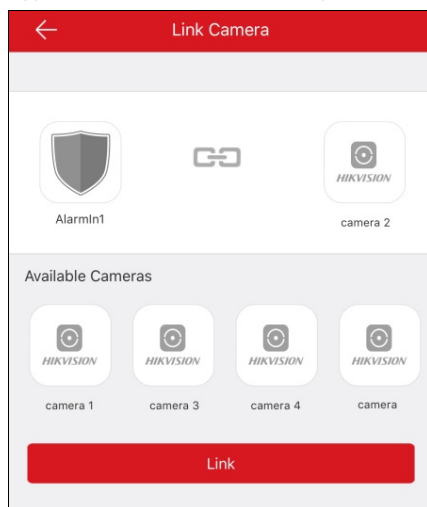 Link Camera
HIKVISION
AlarmIn1
camera 2
Available Cameras
HIKVISION HIKVISION HIKVISION HIKVISION
camera 1 camera 3 camera 4 camera
Link